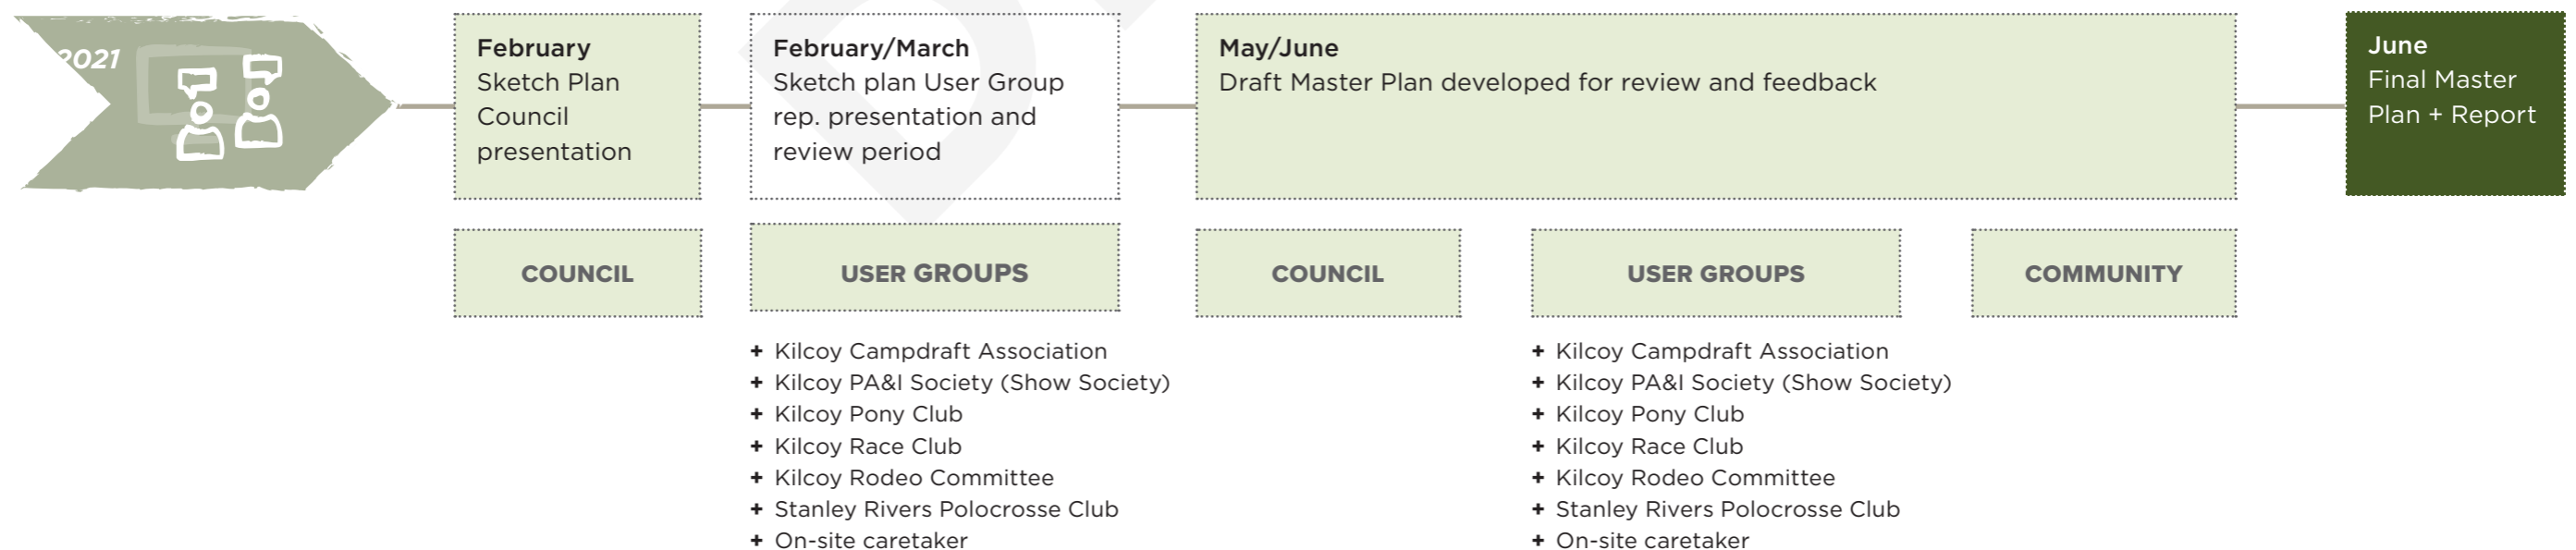 2021
February
Sketch Plan
Council
presentation
February/March
Sketch plan User Group
rep. presentation and
review period
May/June
Draft Master Plan developed for review and feedback
June
Final Master
Plan + Report
COUNCIL
USER GROUPS
COUNCIL
USER GROUPS
COMMUNITY
+ Kilcoy Campdraft Association
+ Kilcoy PA&I Society (Show Society)
+ Kilcoy Pony Club
+ Kilcoy Race Club
+ Kilcoy Rodeo Committee
+ Stanley Rivers Polocrosse Club
+ On-site caretaker
+ Kilcoy Campdraft Association
+ Kilcoy PA&I Society (Show Society)
+ Kilcoy Pony Club
+ Kilcoy Race Club
+ Kilcoy Rodeo Committee
+ Stanley Rivers Polocrosse Club
+ On-site caretaker